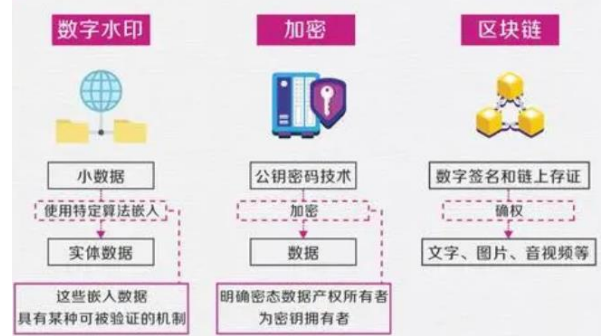 数字水印
小数据
使用特定算法嵌入
实体数据
这些嵌入数据
具有某种可被验证的机制
加密
公钥密码技术
加密
数据
明确密态数据产权所有者
为密钥拥有者
区块链
数字签名和链上存证
确权
文字、图片、音视频等